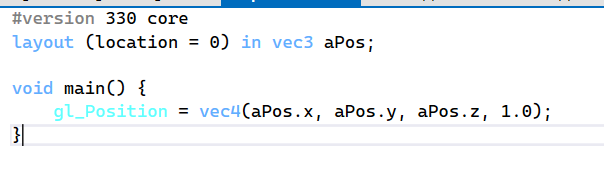 #version 330 core
layout (location = 0) in vec3 aPos;
void main() {
    gl_Position = vec4(aPos.x, aPos.y, aPos.z, 1.0);
}